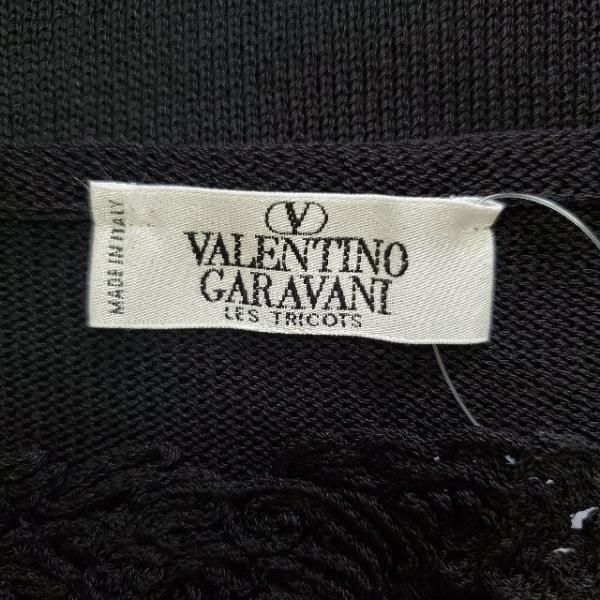 MADE IN ITALY
V
VALENTINO
GARAVANI
LES TRICOTS